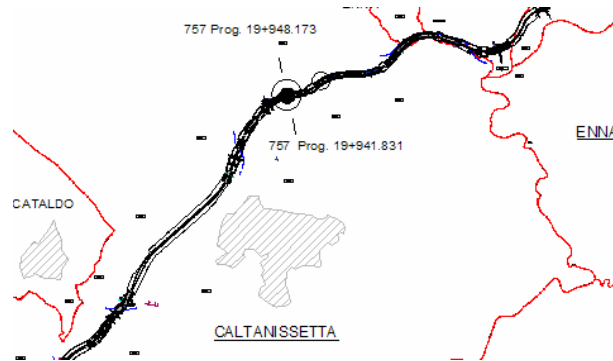 757 Prog. 19+948.173
757 Prog. 19+941.831
ENNA
CATALDO
CALTANISSETTA